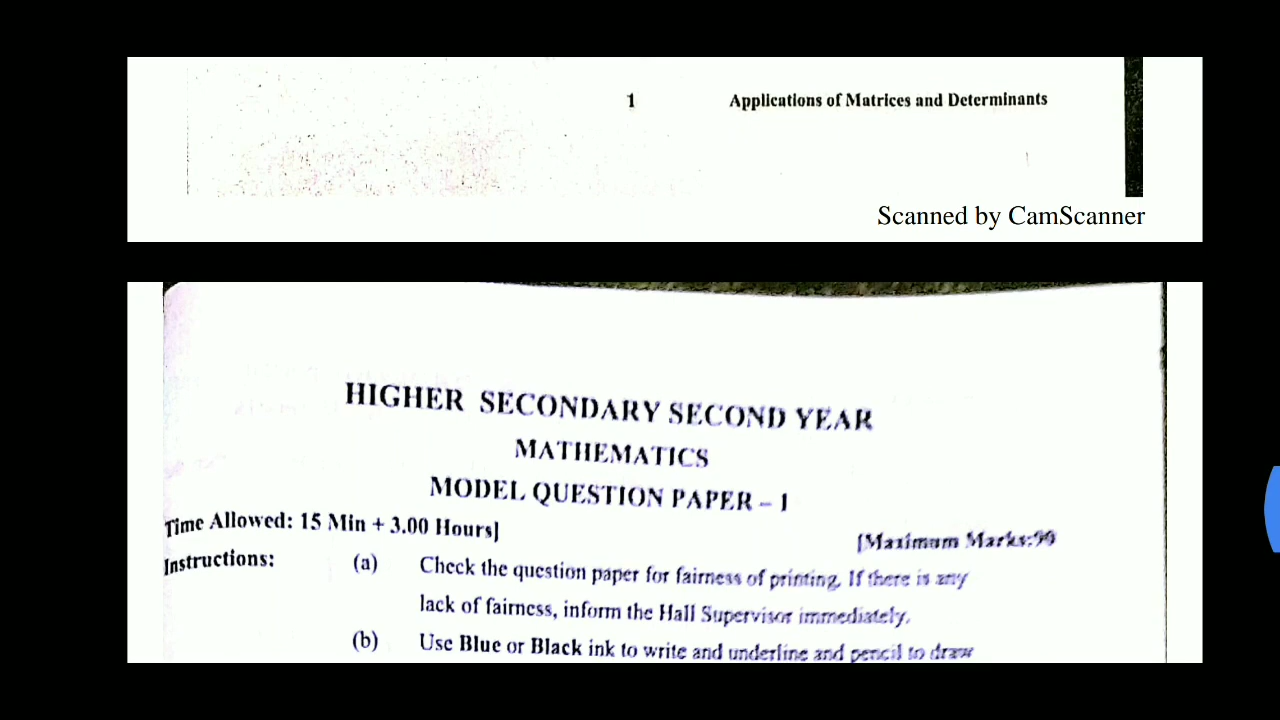 1 Applications of Matrices and Determinants
Scanned by CamScanner
HIGHER SECONDARY SECOND YEAR
MATHEMATICS
MODEL QUESTION PAPER – 1
Time Allowed: 15 Min + 3.00 Hours] [Maximum Marks:90
Instructions: (a) Check the question paper for fairness of printing. If there is any
lack of fairness, inform the Hall Supervisor immediately.
(b) Use Blue or Black ink to write and underline and pencil to draw